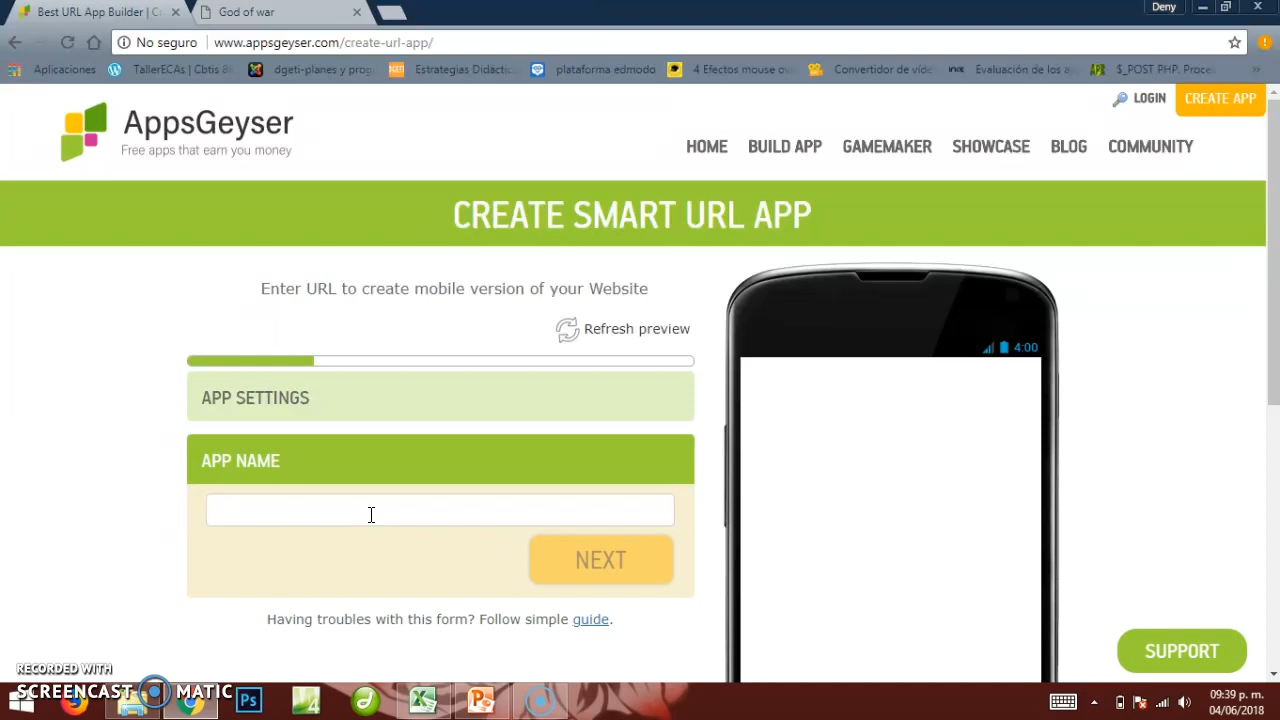 Best URL App Builder | C
God of war
Deny
No seguro
www.appsgeyser.com/create-url-app/
Aplicaciones
TallerECAs | Cbtis 8
dgeti-planes y prog
Estrategias Didáctic
plataforma edmodo
4 Efectos mouse ov
Convertidor de víde
Evaluación de los a
$_POST PHP. Proces
»
LOGIN
CREATE APP
AppsGeyser
Free apps that earn you money
HOME BUILD APP GAMEMAKER SHOWCASE BLOG COMMUNITY
CREATE SMART URL APP
Enter URL to create mobile version of your Website
Refresh preview
4:00
APP SETTINGS
APP NAME
NEXT
Having troubles with this form? Follow simple guide.
SUPPORT
RECORDED WITH
SCREENCAST MATIC
Ps
09:39 p. m.
04/06/2018